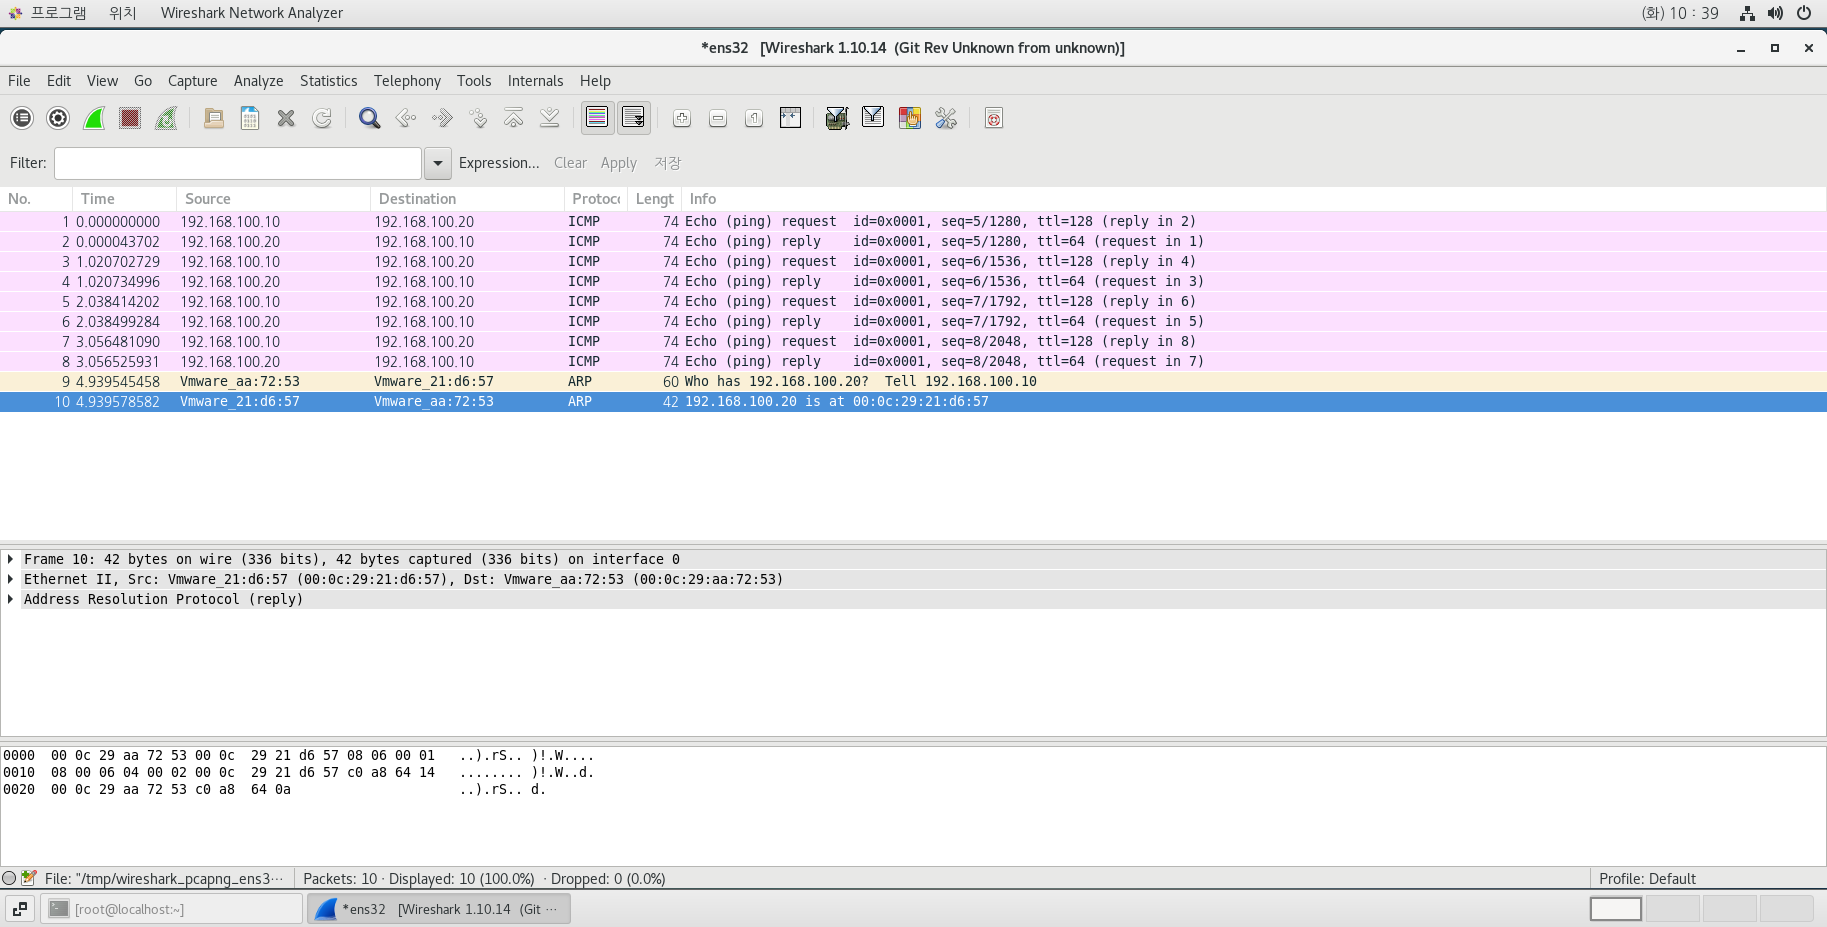 프로그램 위치 Wireshark Network Analyzer (화) 10 : 39
*ens32 [Wireshark 1.10.14 (Git Rev Unknown from unknown)]
File Edit View Go Capture Analyze Statistics Telephony Tools Internals Help
Filter: Expression... Clear Apply 저장
No. Time Source Destination Protoco Lengt Info
1 0.000000000 192.168.100.10 192.168.100.20 ICMP 74 Echo (ping) request id=0x0001, seq=5/1280, ttl=128 (reply in 2)
2 0.000043702 192.168.100.20 192.168.100.10 ICMP 74 Echo (ping) reply id=0x0001, seq=5/1280, ttl=64 (request in 1)
3 1.020702729 192.168.100.10 192.168.100.20 ICMP 74 Echo (ping) request id=0x0001, seq=6/1536, ttl=128 (reply in 4)
4 1.020734996 192.168.100.20 192.168.100.10 ICMP 74 Echo (ping) reply id=0x0001, seq=6/1536, ttl=64 (request in 3)
5 2.038414202 192.168.100.10 192.168.100.20 ICMP 74 Echo (ping) request id=0x0001, seq=7/1792, ttl=128 (reply in 6)
6 2.038499284 192.168.100.20 192.168.100.10 ICMP 74 Echo (ping) reply id=0x0001, seq=7/1792, ttl=64 (request in 5)
7 3.056481090 192.168.100.10 192.168.100.20 ICMP 74 Echo (ping) request id=0x0001, seq=8/2048, ttl=128 (reply in 8)
8 3.056525931 192.168.100.20 192.168.100.10 ICMP 74 Echo (ping) reply id=0x0001, seq=8/2048, ttl=64 (request in 7)
9 4.939545458 Vmware_aa:72:53 Vmware_21:d6:57 ARP 60 Who has 192.168.100.20? Tell 192.168.100.10
10 4.939578582 Vmware_21:d6:57 Vmware_aa:72:53 ARP 42 192.168.100.20 is at 00:0c:29:21:d6:57
Frame 10: 42 bytes on wire (336 bits), 42 bytes captured (336 bits) on interface 0
Ethernet II, Src: Vmware_21:d6:57 (00:0c:29:21:d6:57), Dst: Vmware_aa:72:53 (00:0c:29:aa:72:53)
Address Resolution Protocol (reply)
0000 00 0c 29 aa 72 53 00 0c 29 21 d6 57 08 06 00 01 ..).rS.. )!.W....
0010 08 00 06 04 00 02 00 0c 29 21 d6 57 c0 a8 64 14 ........ )!.W..d.
0020 00 0c 29 aa 72 53 c0 a8 64 0a ..).rS.. d.
File: "/tmp/wireshark_pcapng_ens3⋯ Packets: 10 · Displayed: 10 (100.0%) · Dropped: 0 (0.0%) Profile: Default
[root@localhost:~] *ens32 [Wireshark 1.10.14 (Git ⋯